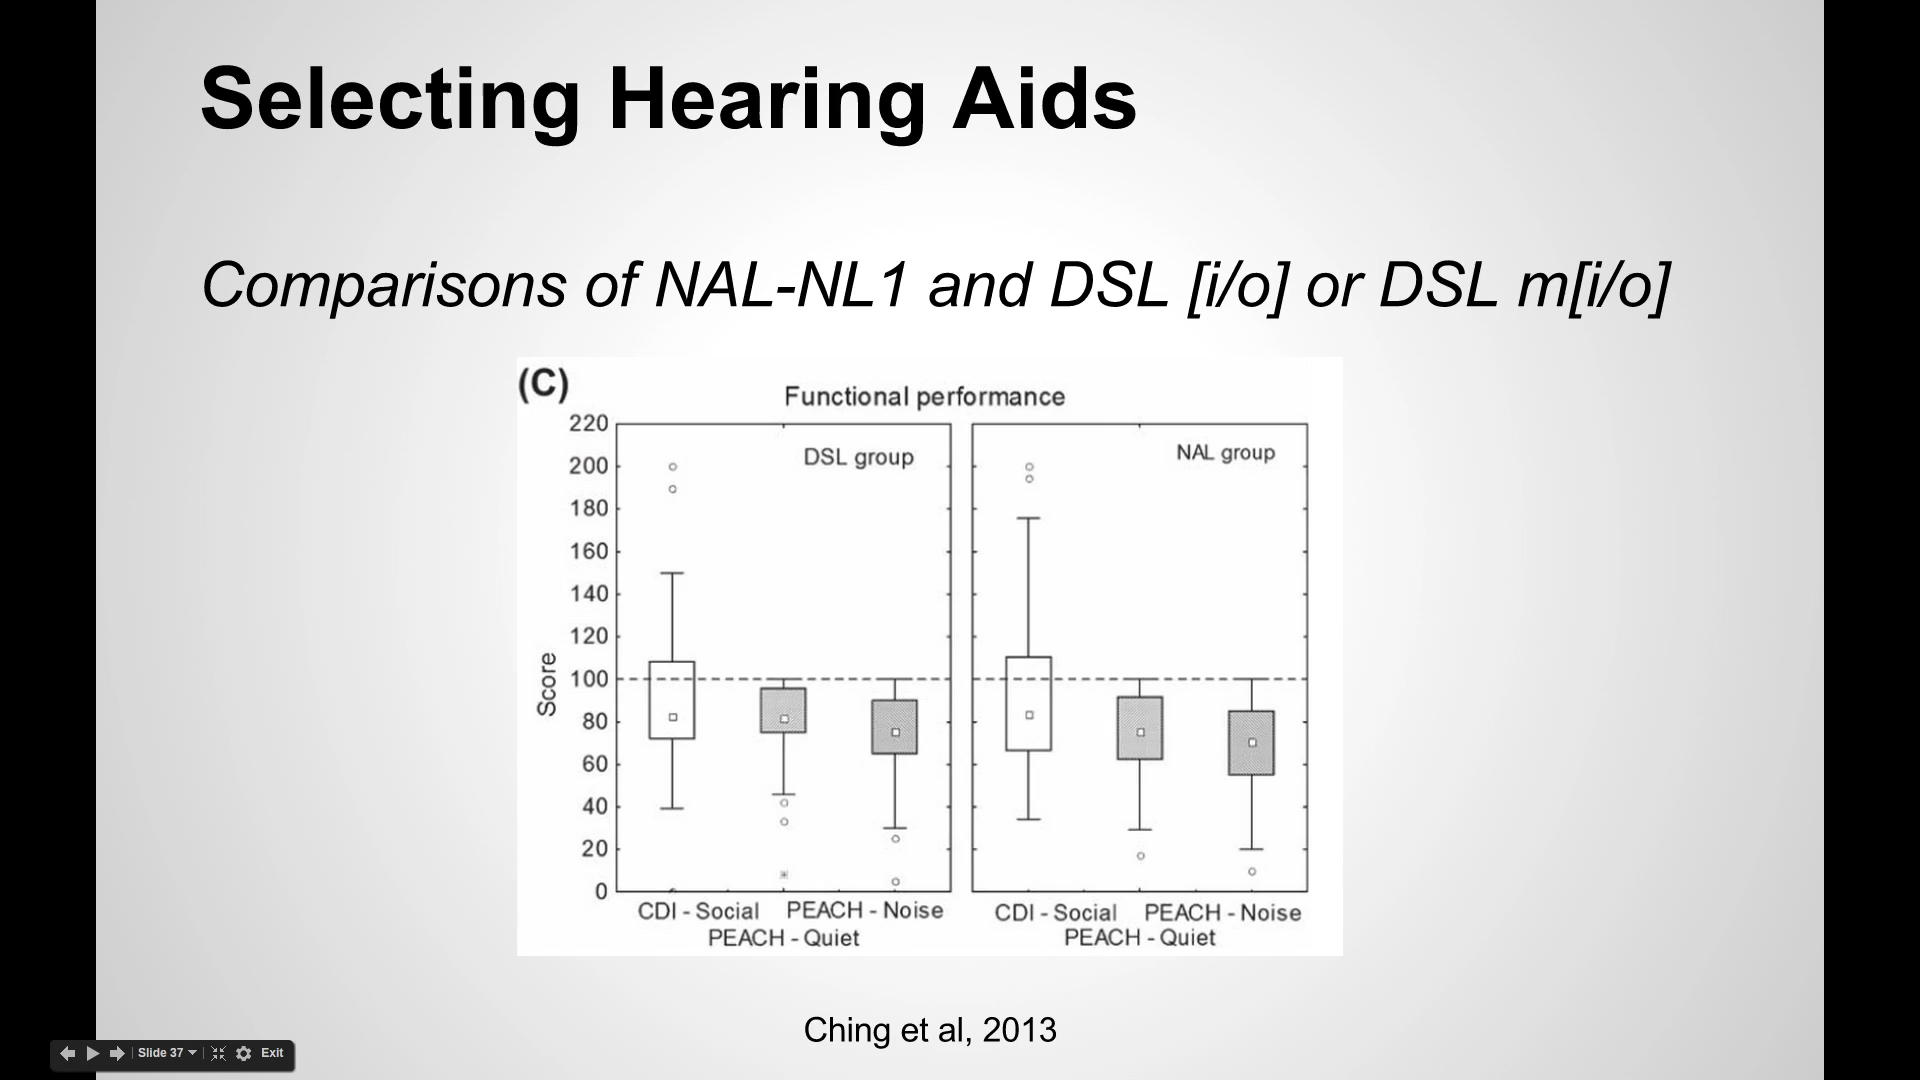 Selecting Hearing Aids
Comparisons of NAL-NL1 and DSL [i/o] or DSL m[i/o]
(C)
Functional performance
DSL group
NAL group
Score
220
200
180
160
140
120
100
80
60
40
20
0
CDI - Social PEACH - Noise
PEACH - Quiet
CDI - Social PEACH - Noise
PEACH - Quiet
Ching et al, 2013
Slide 37 Exit